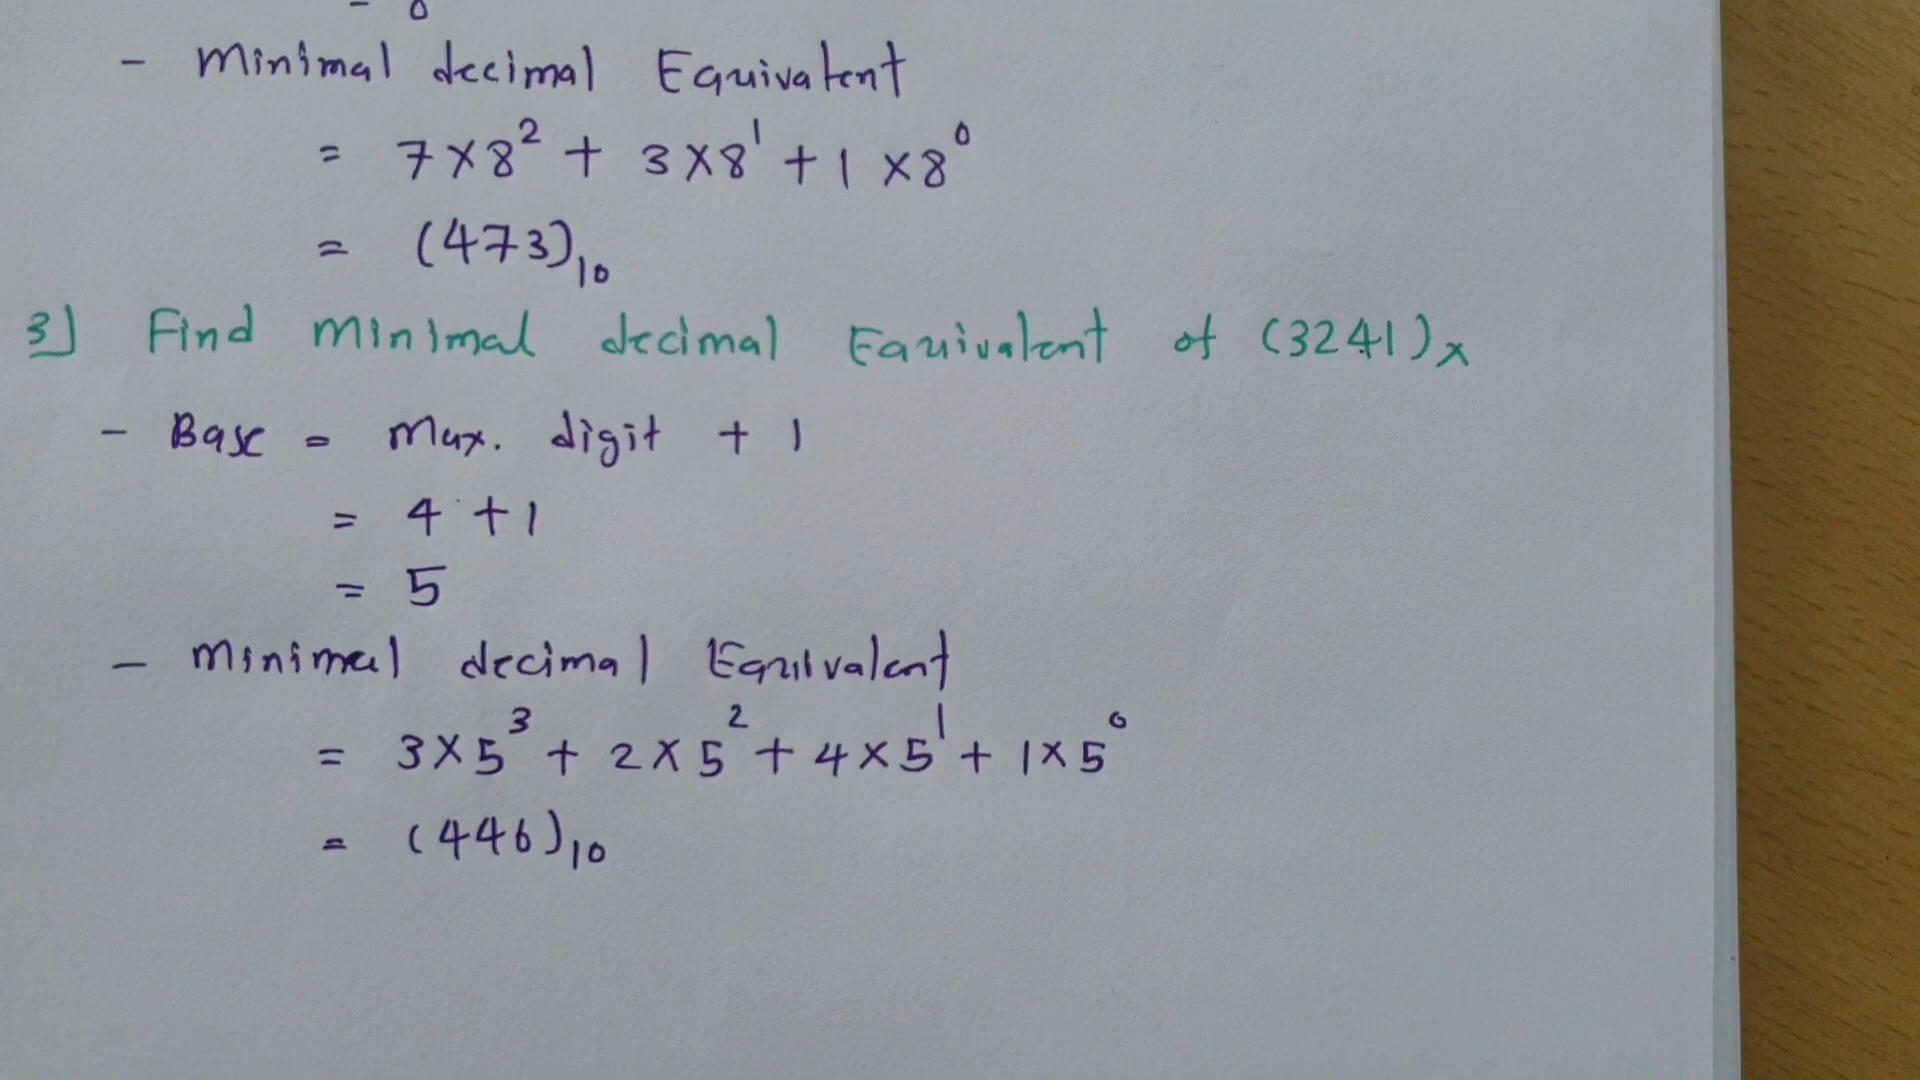 = 8
- Minimal decimal Equivalent
= 7 × 8² + 3 × 8¹ + 1 × 8⁰
= (473)₁₀
3] Find minimal decimal Equivalent of (3241)ₓ
- Base = Max. digit + 1
= 4 + 1
= 5
- Minimal decimal Equivalent
= 3 × 5³ + 2 × 5² + 4 × 5¹ + 1 × 5⁰
= (446)₁₀